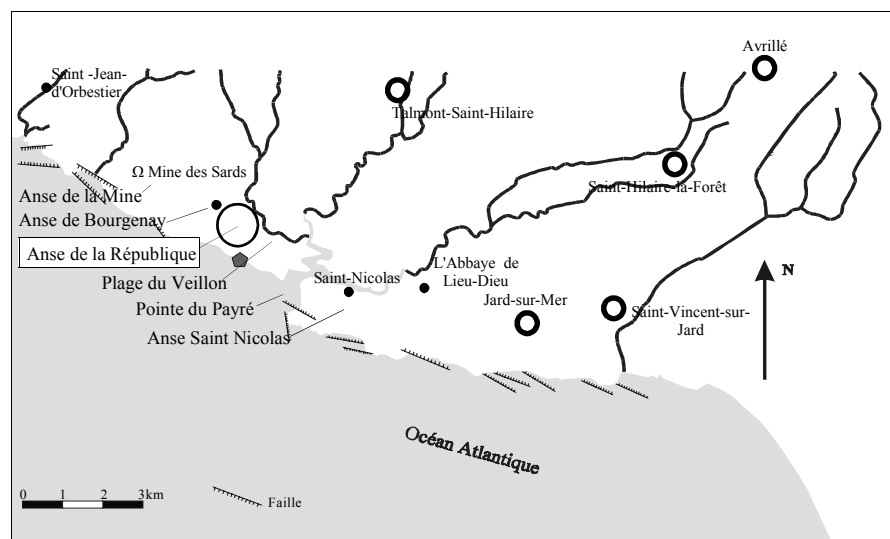 Avrillé
Saint -Jean-
d'Orbestier
Talmont-Saint-Hilaire
Ω Mine des Sards
Saint-Hilaire-la-Forêt
Anse de la Mine
Anse de Bourgenay
Anse de la République
Plage du Veillon
Saint-Nicolas
L'Abbaye de
Lieu-Dieu
N
Pointe du Payré
Jard-sur-Mer
Saint-Vincent-sur-
Jard
Anse Saint Nicolas
Océan Atlantique
0 1 2 3km
Faille